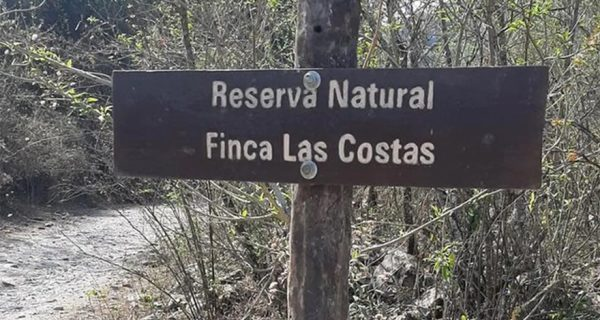 Reserva Natural
Finca Las Costas